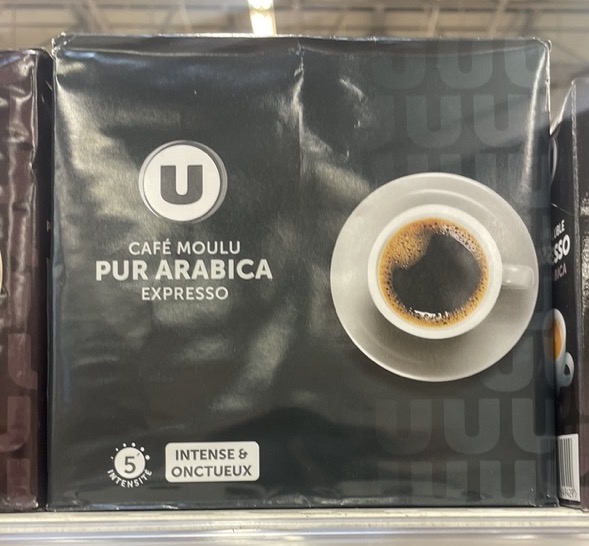 U
CAFÉ MOULU
PUR ARABICA
EXPRESSO
5
INTENSITÉ
INTENSE &
ONCTUEUX